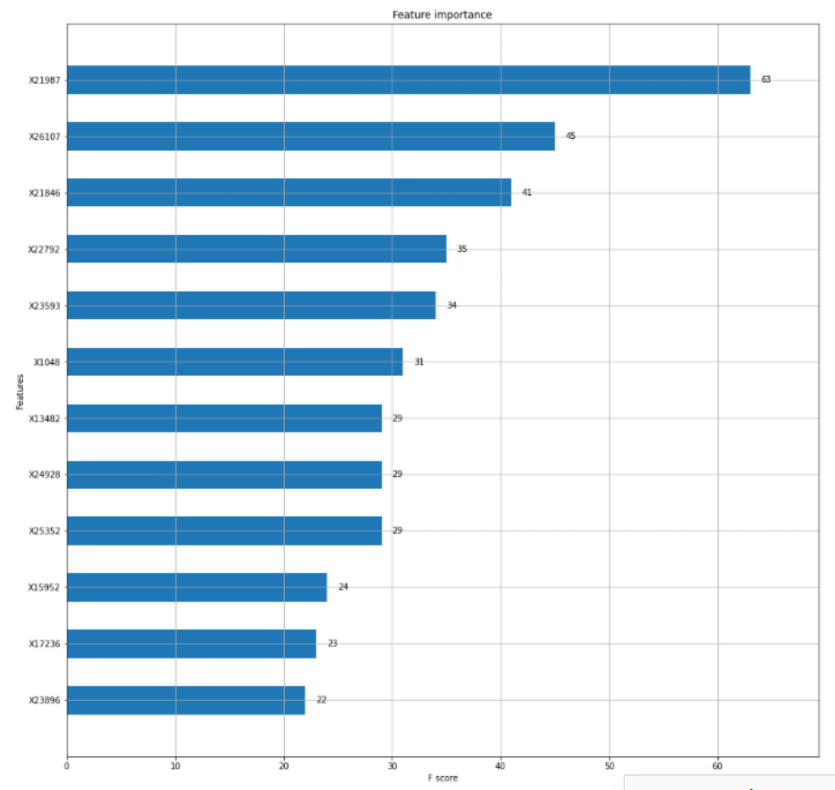 Feature importance
X21987 63
X26107 45
X21846 41
X22792 35
X23593 34
X1048 31
Features
X13482 29
X24928 29
X25352 29
X15952 24
X17236 23
X23896 22
0 10 20 30 40 50 60
F score